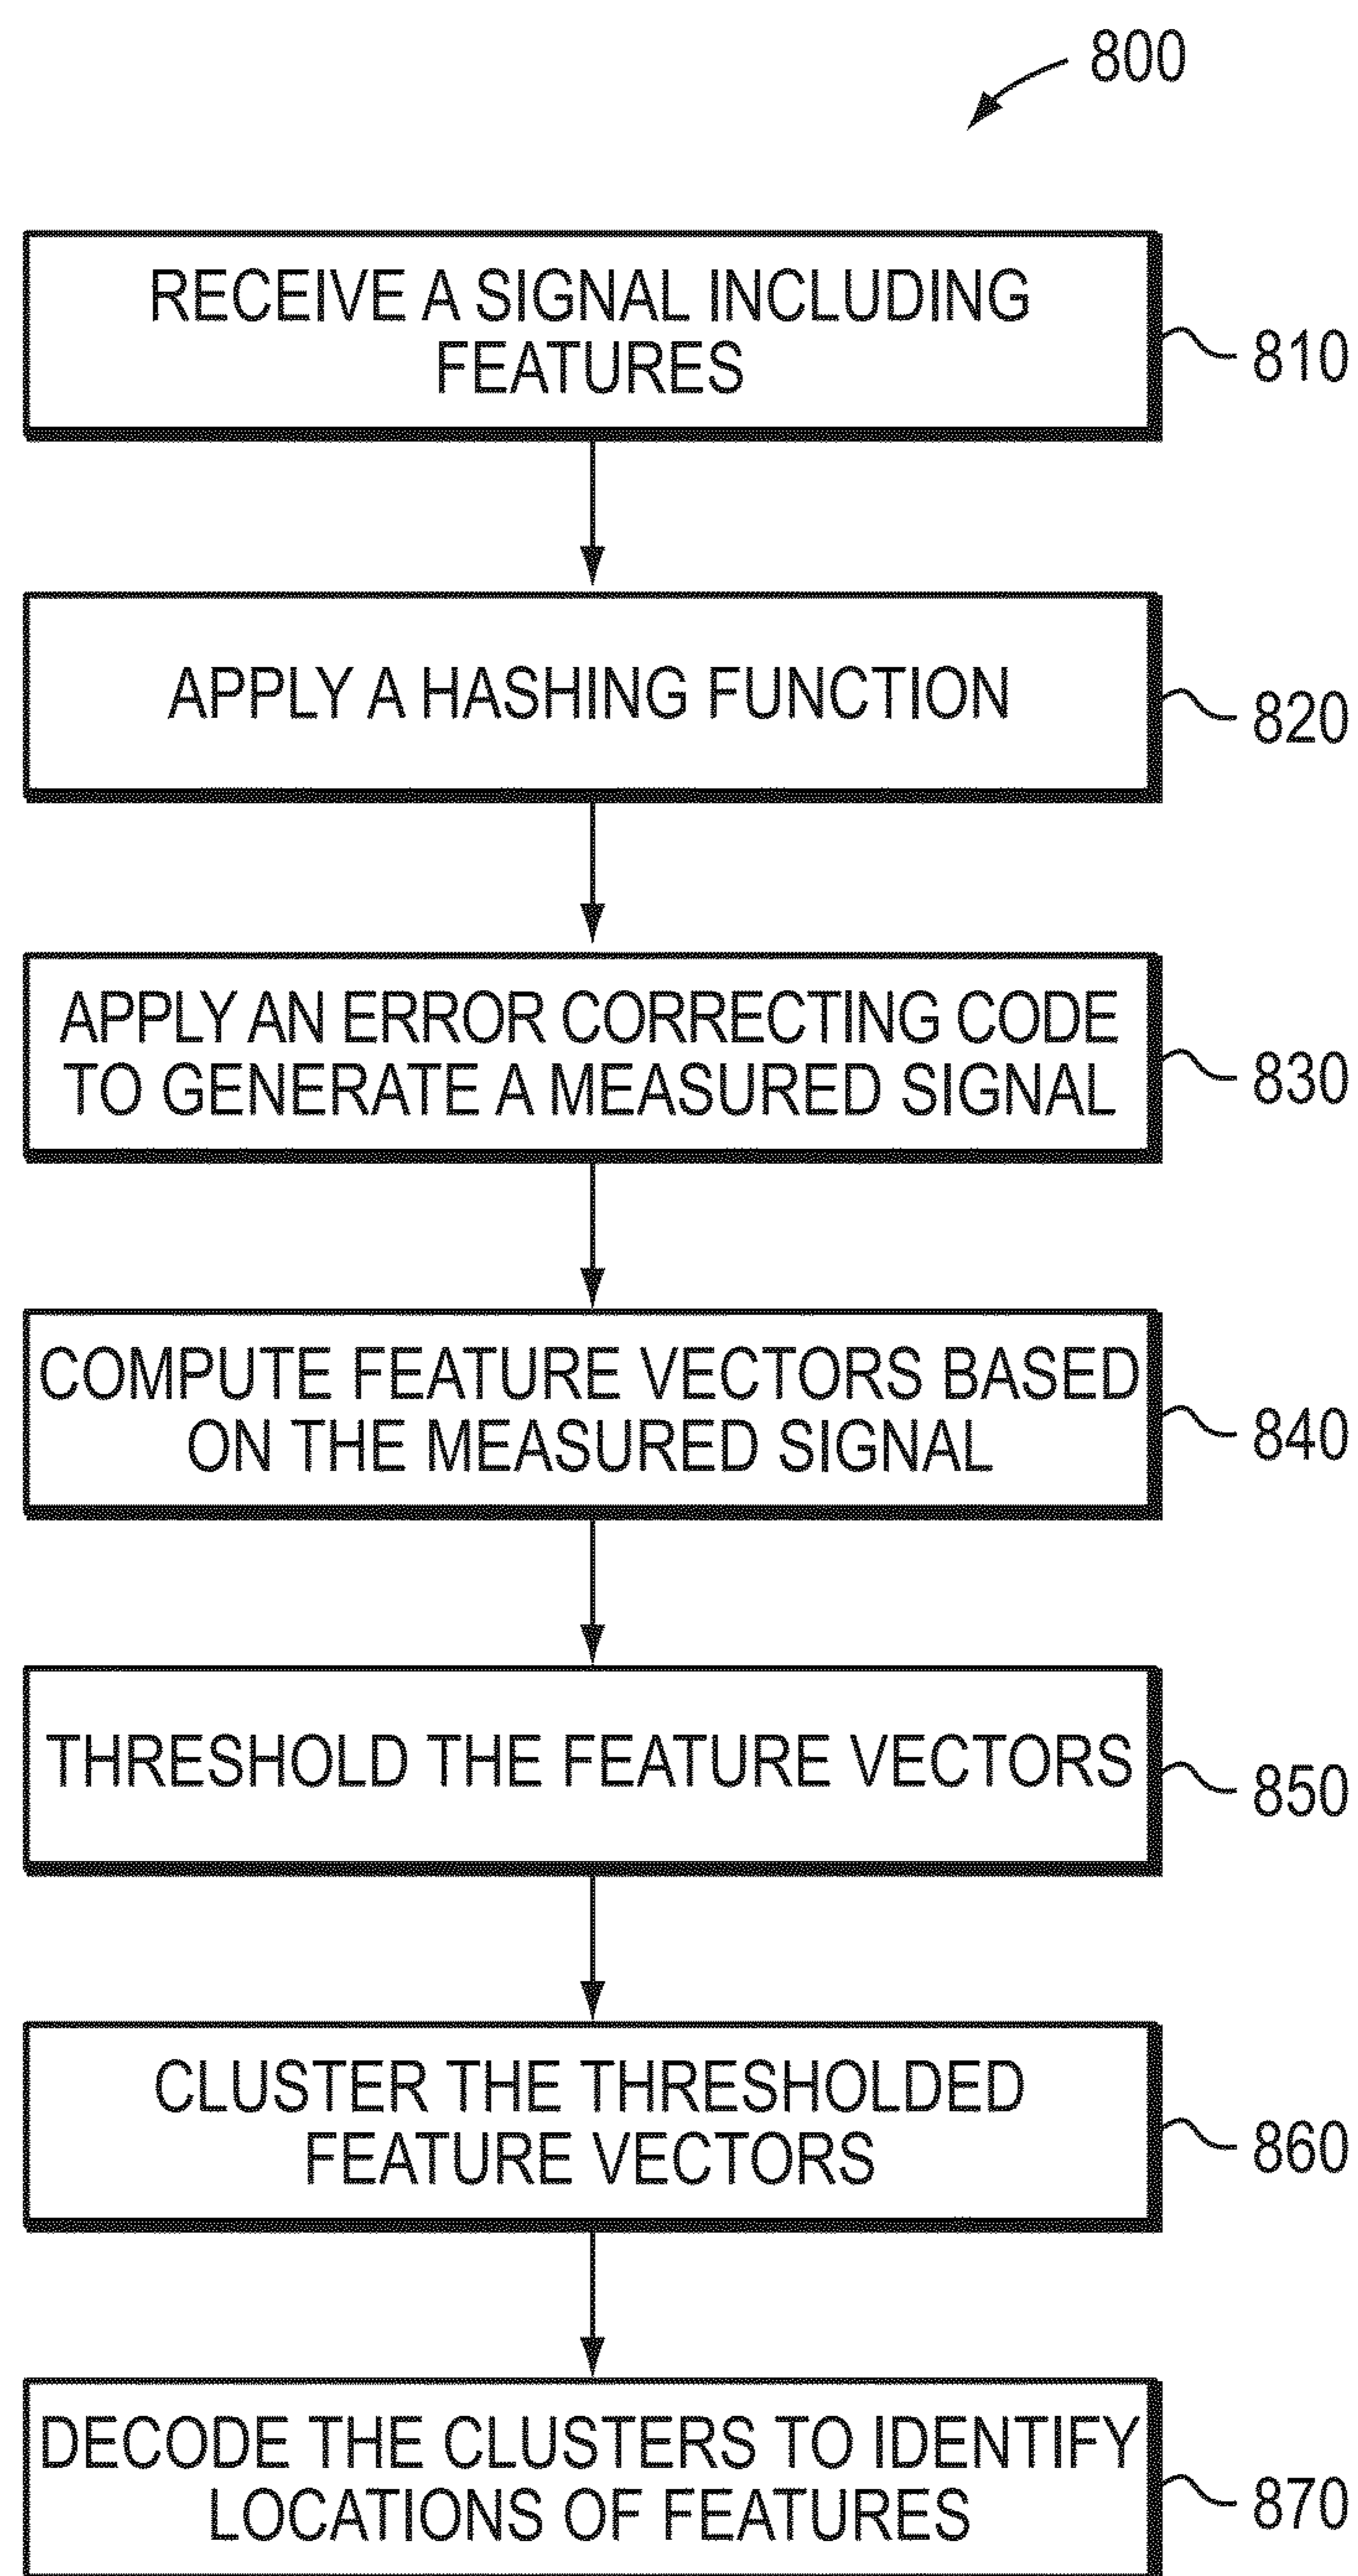 800
RECEIVE A SIGNAL INCLUDING
FEATURES
810
APPLY A HASHING FUNCTION
820
APPLY AN ERROR CORRECTING CODE
TO GENERATE A MEASURED SIGNAL
830
COMPUTE FEATURE VECTORS BASED
ON THE MEASURED SIGNAL
840
THRESHOLD THE FEATURE VECTORS
850
CLUSTER THE THRESHOLDED
FEATURE VECTORS
860
DECODE THE CLUSTERS TO IDENTIFY
LOCATIONS OF FEATURES
870